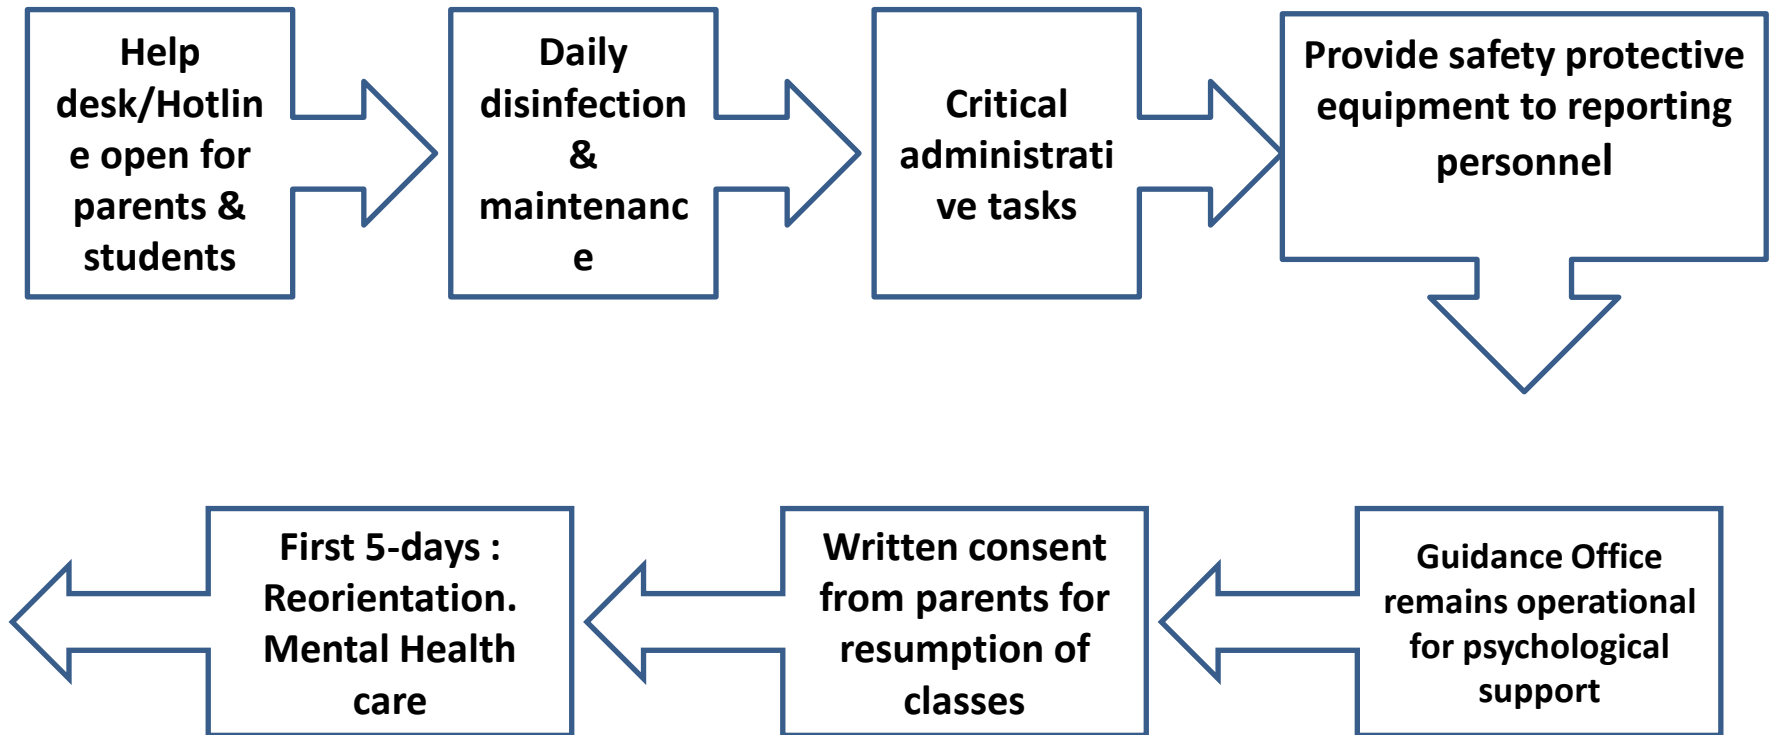 Help
desk/Hotlin
e open for
parents &
students
Daily
disinfection
&
maintenanc
e
Critical
administrati
ve tasks
Provide safety protective
equipment to reporting
personnel
Guidance Office
remains operational
for psychological
support
Written consent
from parents for
resumption of
classes
First 5-days :
Reorientation.
Mental Health
care